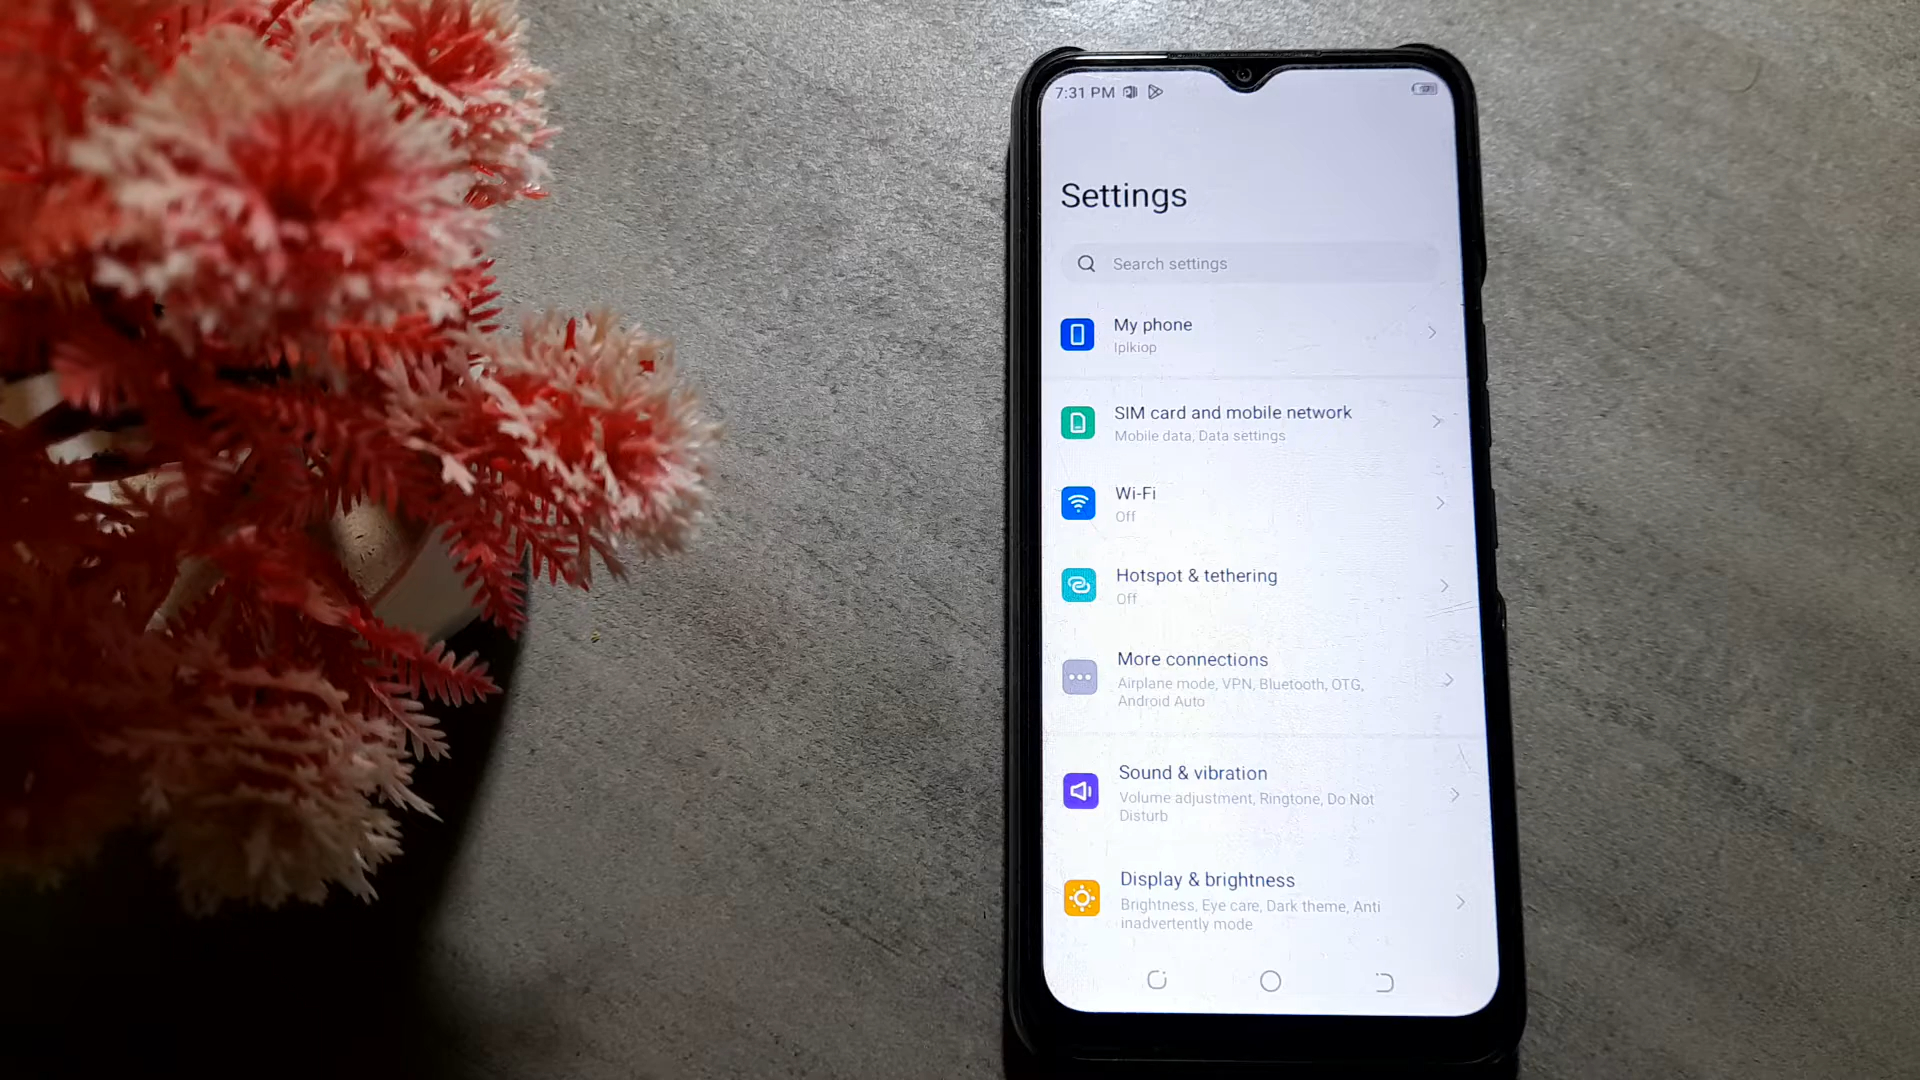 7:31 PM
Settings
Search settings
My phone
Iplkiop
SIM card and mobile network
Mobile data, Data settings
Wi-Fi
Off
Hotspot & tethering
Off
More connections
Airplane mode, VPN, Bluetooth, OTG,
Android Auto
Sound & vibration
Volume adjustment, Ringtone, Do Not
Disturb
Display & brightness
Brightness, Eye care, Dark theme, Anti
inadvertently mode